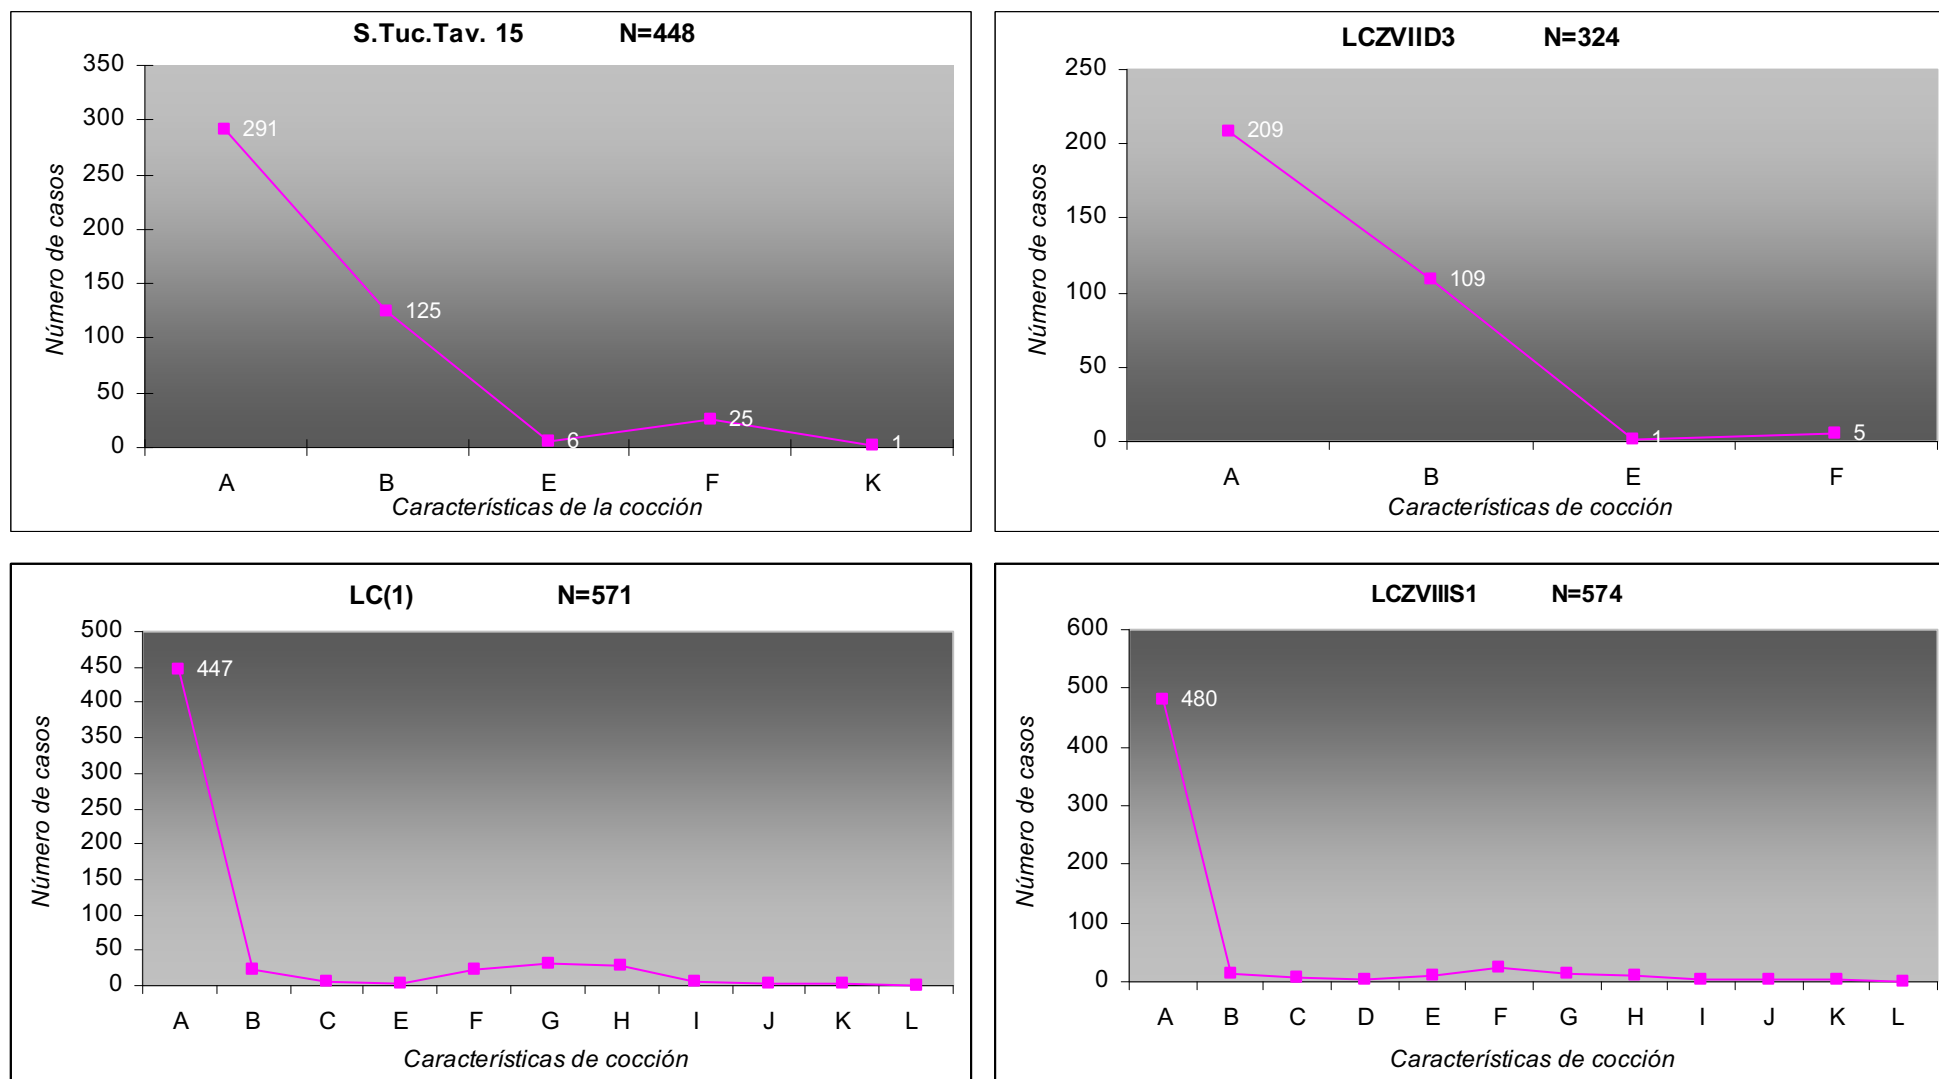 S.Tuc.Tav. 15 N=448
350
300
250
200
150
100
50
0
Número de casos
291
125
6
25
1
A B E F K
Características de la cocción
LCZVIID3 N=324
250
200
150
100
50
0
Número de casos
209
109
1
5
A B E F
Características de cocción
LC(1) N=571
500
450
400
350
300
250
200
150
100
50
0
Número de casos
447
A B C E F G H I J K L
Características de cocción
LCZVIIIS1 N=574
600
500
400
300
200
100
0
Número de casos
480
A B C D E F G H I J K L
Características de cocción